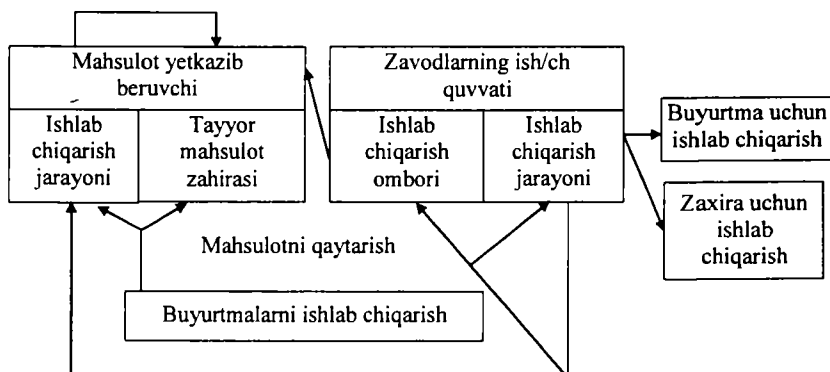 Mahsulot yetkazib
beruvchi
Ishlab
chiqarish
jarayoni
Tayyor
mahsulot
zahirasi
Zavodlarning ish/ch
quvvati
Ishlab
chiqarish
ombori
Ishlab
chiqarish
jarayoni
Buyurtma uchun
ishlab chiqarish
Zaxira uchun
ishlab
chiqarish
Mahsulotni qaytarish
Buyurtmalarni ishlab chiqarish